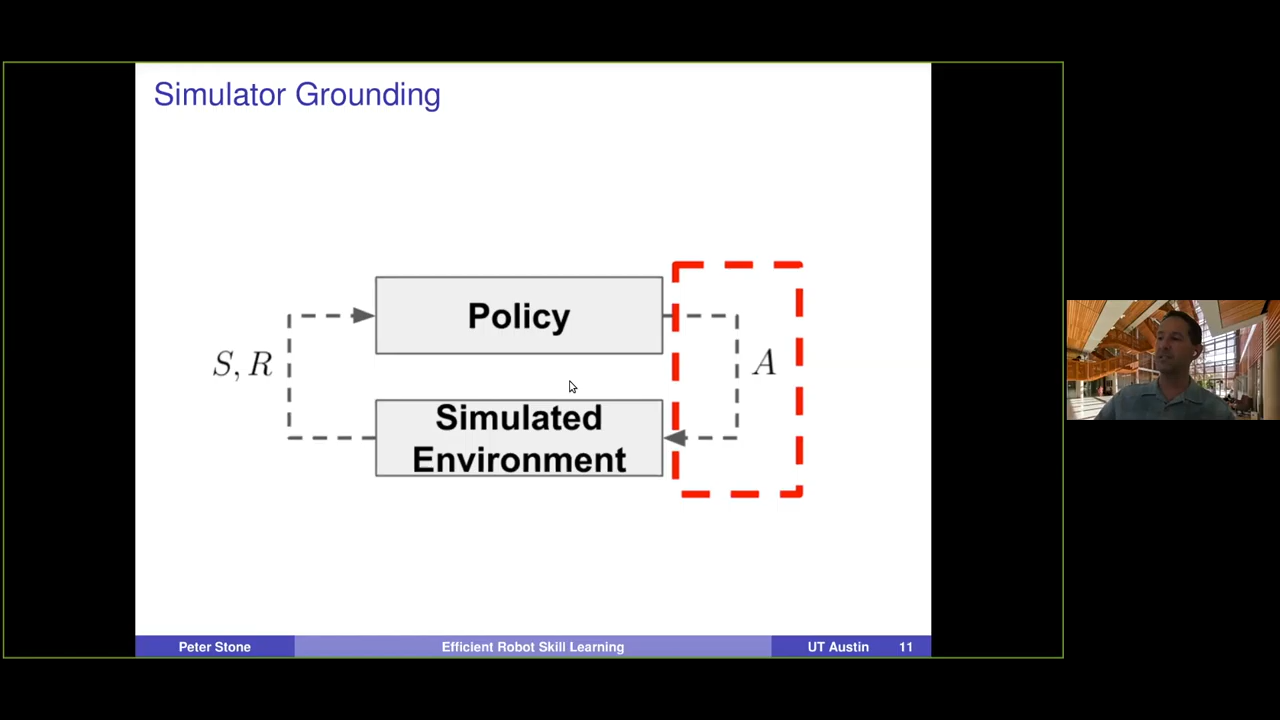 Simulator Grounding
Policy
S, R
A
Simulated
Environment
Peter Stone
Efficient Robot Skill Learning
UT Austin
11